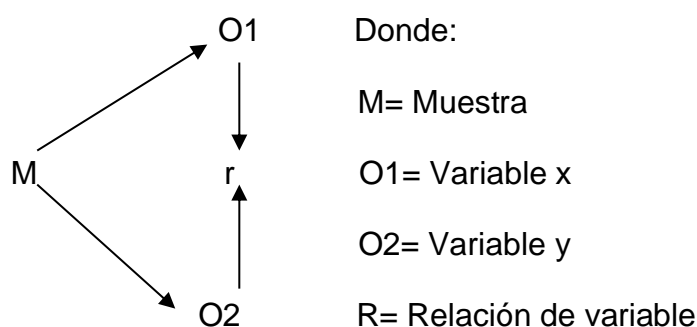 O1 Donde:
M= Muestra
M r O1= Variable x
O2= Variable y
O2 R= Relación de variable